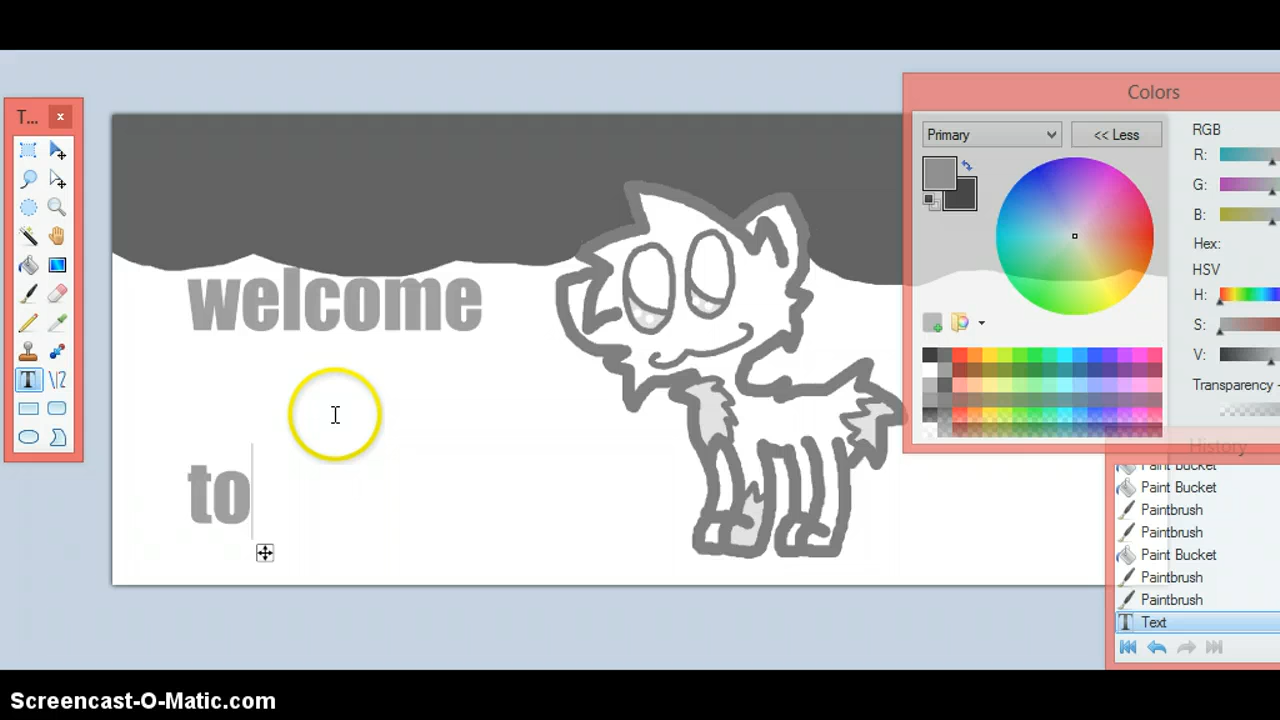 T...
Colors
Primary
<< Less
RGB
R:
G:
B:
Hex:
HSV
H:
S:
V:
Transparency -
welcome
to
History
Paint Bucket
Paint Bucket
Paintbrush
Paintbrush
Paint Bucket
Paintbrush
Paintbrush
Text
Screencast-O-Matic.com